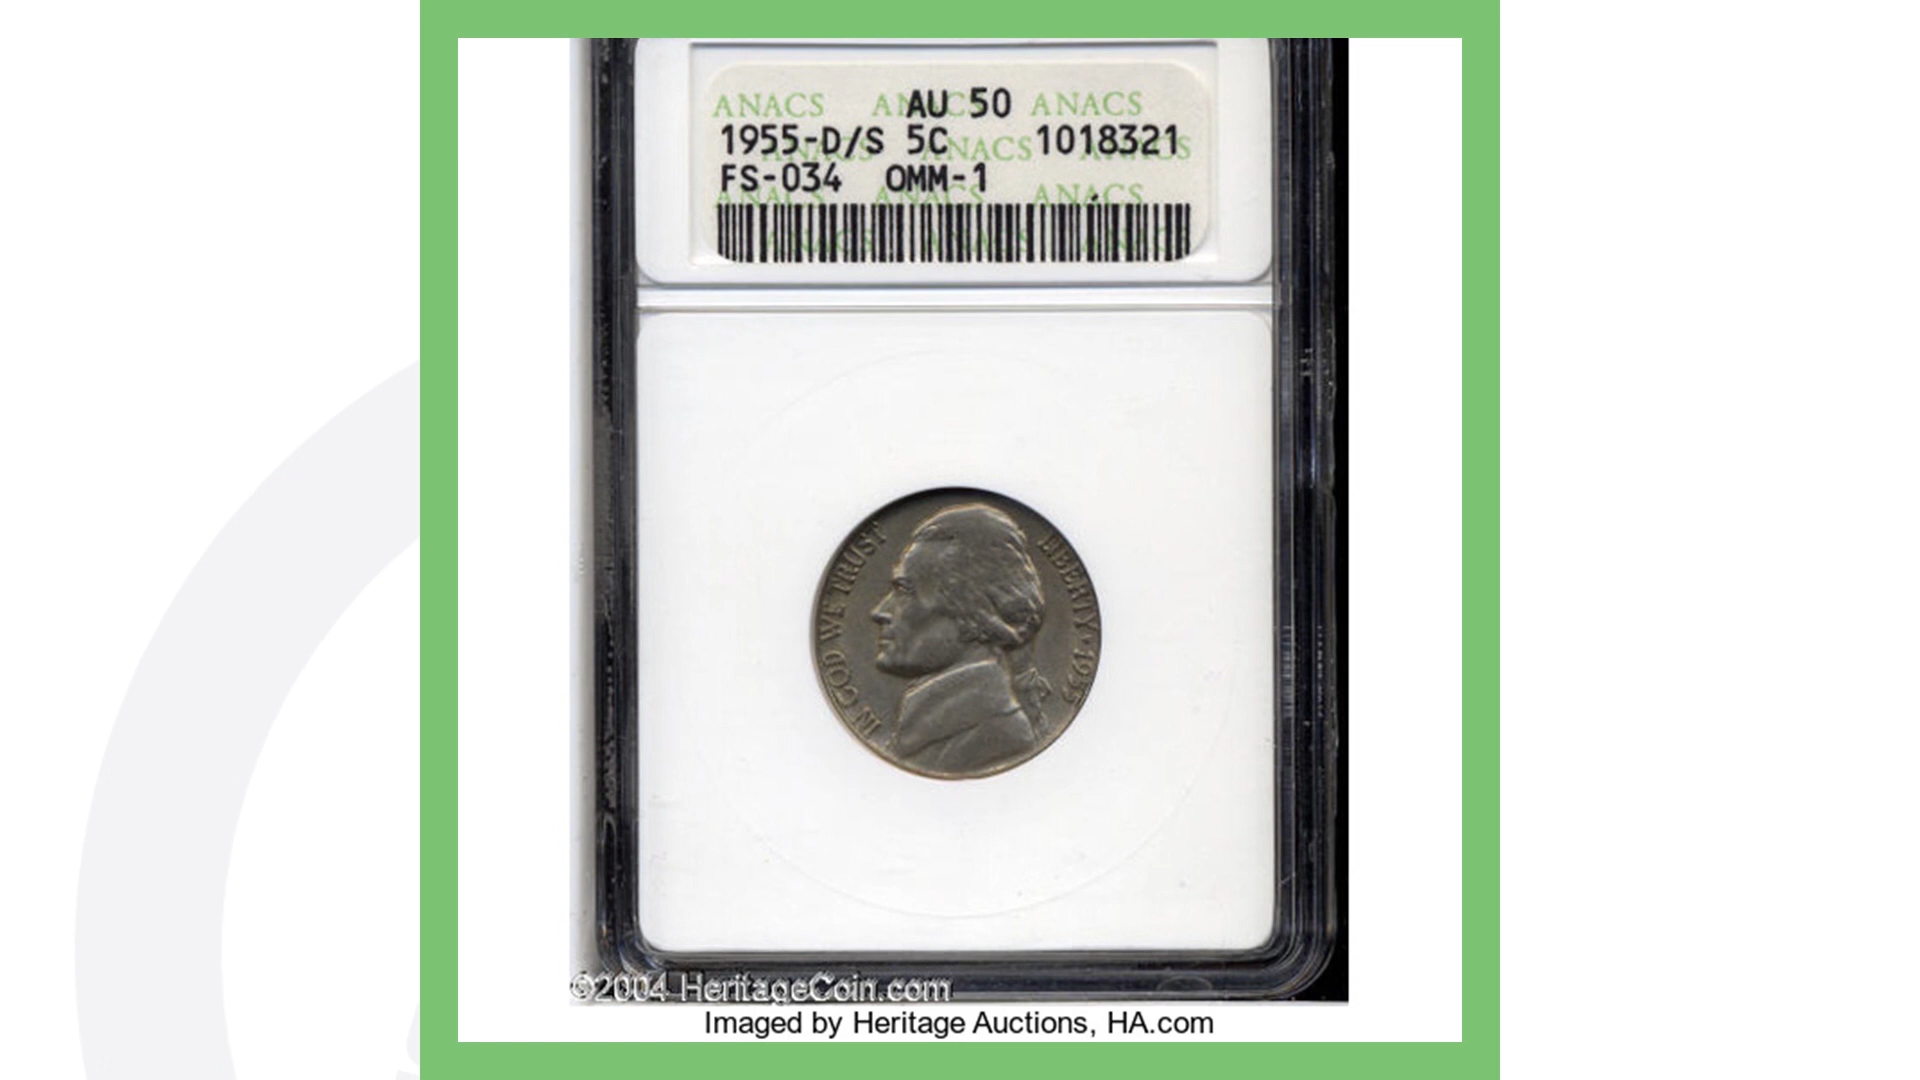 ANACS ANACS ANACS
AU 50
1955-D/S 5C 1018321
FS-034 OMM-1
IN GOD WE TRUST
LIBERTY · 1955
©2004 HeritageCoin.com
Imaged by Heritage Auctions, HA.com